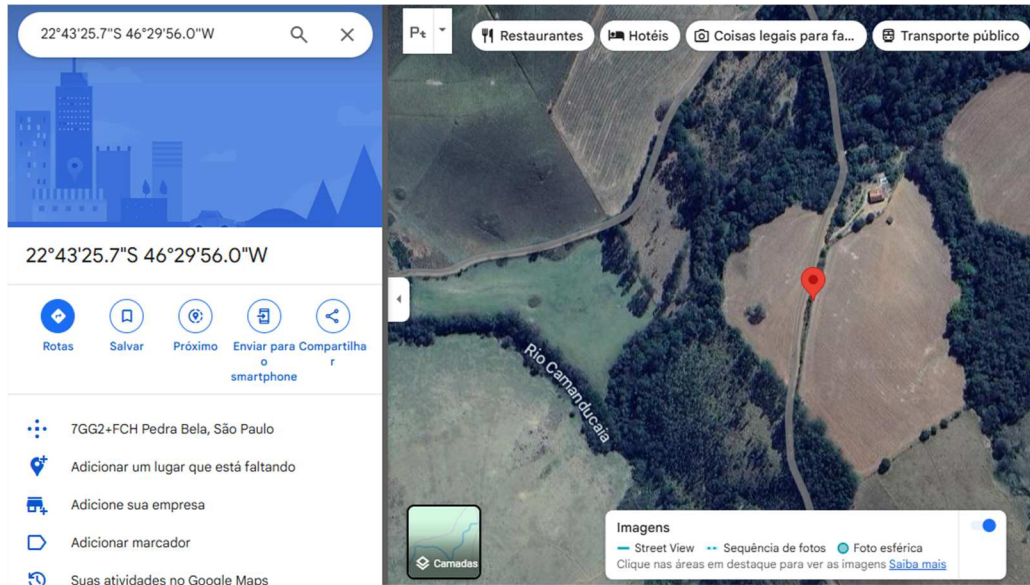 22°43'25.7"S 46°29'56.0"W
22°43'25.7"S 46°29'56.0"W
Rotas
Salvar
Próximo
Enviar para
o
smartphone
Compartilha
r
7GG2+FCH Pedra Bela, São Paulo
Adicionar um lugar que está faltando
Adicione sua empresa
Adicionar marcador
Suas atividades no Google Maps
Restaurantes
Hotéis
Coisas legais para fa...
Transporte público
Rio Camanducaia
Camadas
Imagens
Street View
Sequência de fotos
Foto esférica
Clique nas áreas em destaque para ver as imagens Saiba mais